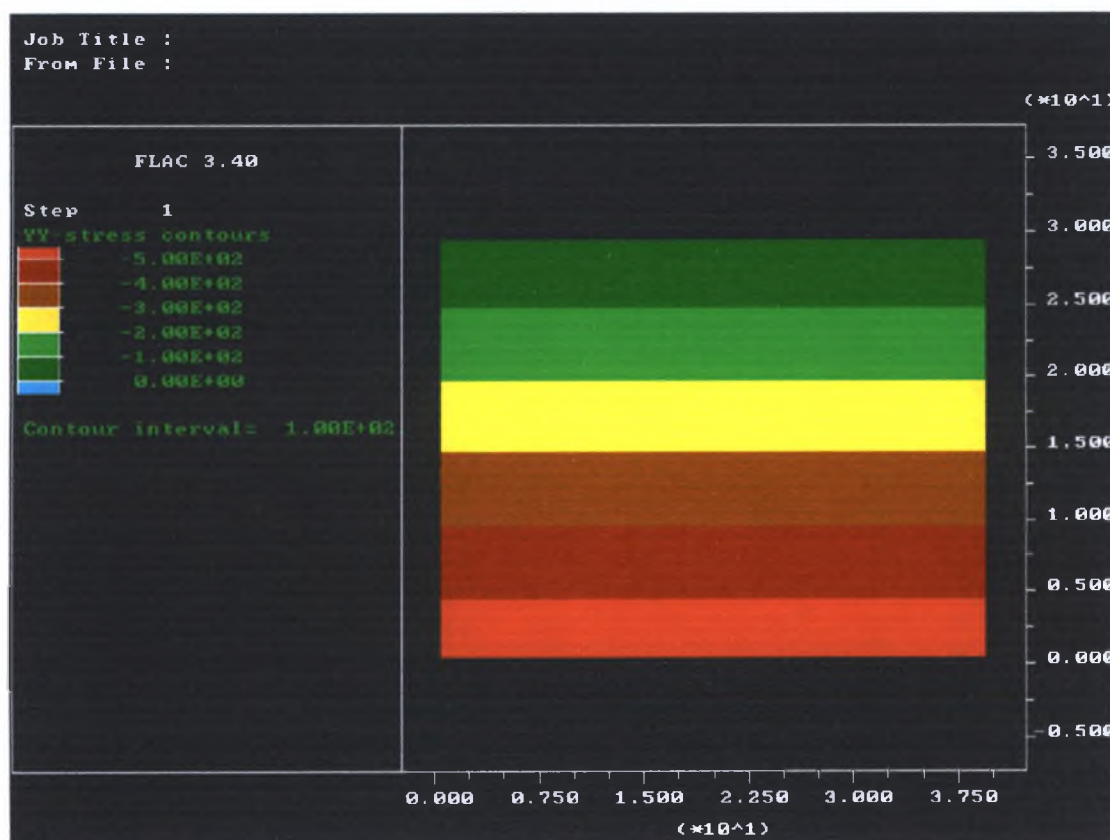 Job Title :
From File :
(*10^1)
FLAC 3.40
Step 1
YY-stress contours
-5.00E+02
-4.00E+02
-3.00E+02
-2.00E+02
-1.00E+02
0.00E+00
Contour interval= 1.00E+02
3.500
3.000
2.500
2.000
1.500
1.000
0.500
0.000
-0.500
0.000 0.750 1.500 2.250 3.000 3.750
(*10^1)